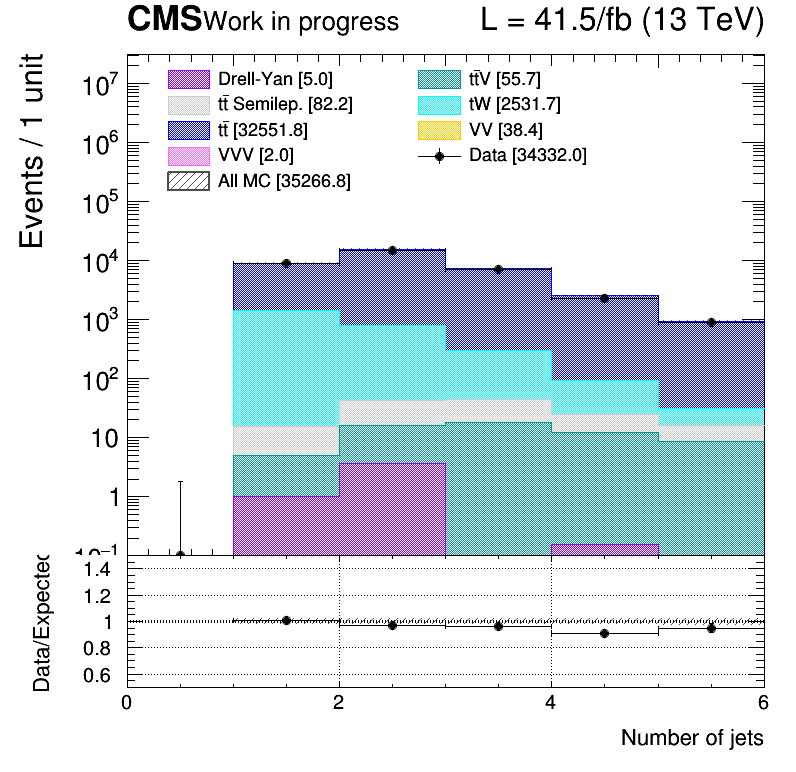 CMS Work in progress L = 41.5/fb (13 TeV)
Events / 1 unit
Drell-Yan [5.0] tt̄V [55.7]
tt̄ Semilep. [82.2] tW [2531.7]
tt̄ [32551.8] VV [38.4]
VVV [2.0] Data [34332.0]
All MC [35266.8]
10⁷
10⁶
10⁵
10⁴
10³
10²
10
1
10⁻¹
Data/Expected
1.4
1.2
1
0.8
0.6
0 2 4 6
Number of jets